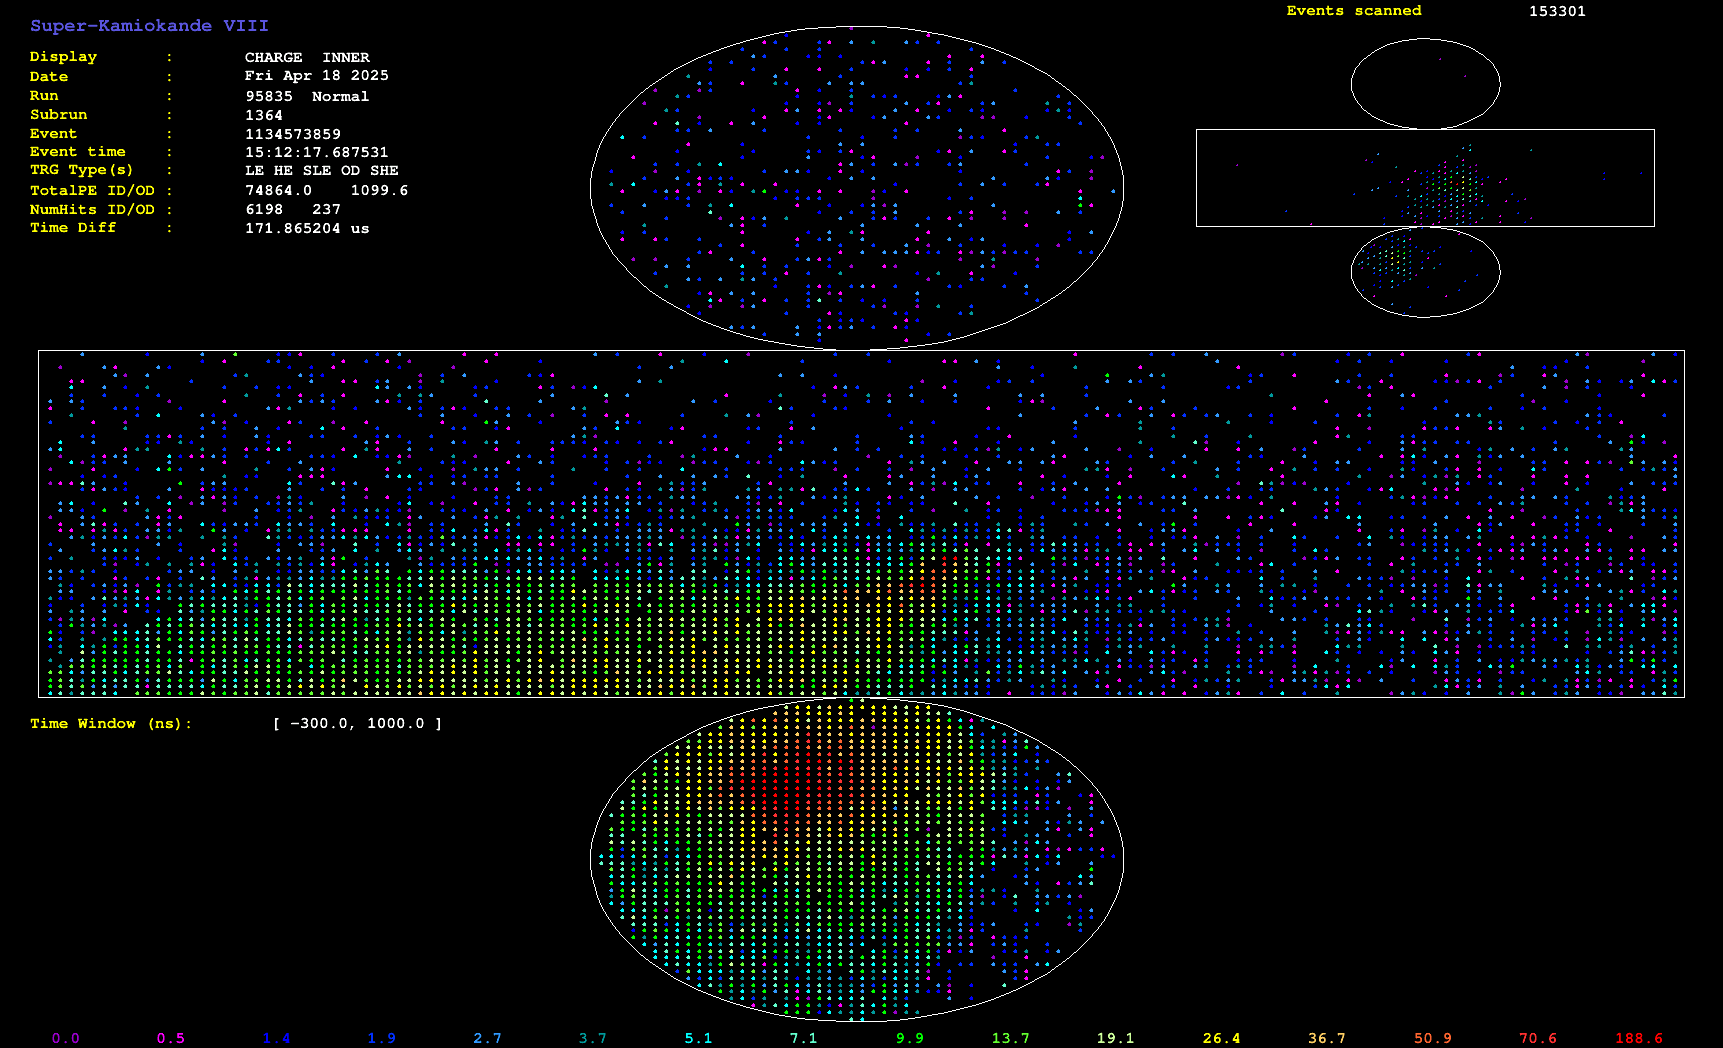 Super-Kamiokande VIII
Events scanned 153301
Display : CHARGE INNER
Date : Fri Apr 18 2025
Run : 95835 Normal
Subrun : 1364
Event : 1134573859
Event time : 15:12:17.687531
TRG Type(s) : LE HE SLE OD SHE
TotalPE ID/OD : 74864.0 1099.6
NumHits ID/OD : 6198 237
Time Diff : 171.865204 us
Time Window (ns): [ -300.0, 1000.0 ]
0.0 0.5 1.4 1.9 2.7 3.7 5.1 7.1 9.9 13.7 19.1 26.4 36.7 50.9 70.6 188.6